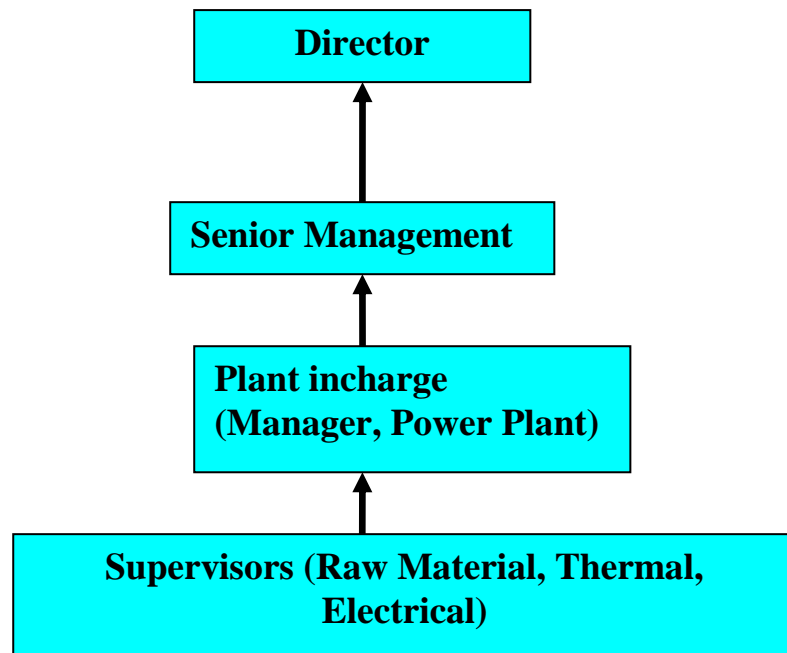 Director
Senior Management
Plant incharge
(Manager, Power Plant)
Supervisors (Raw Material, Thermal,
Electrical)